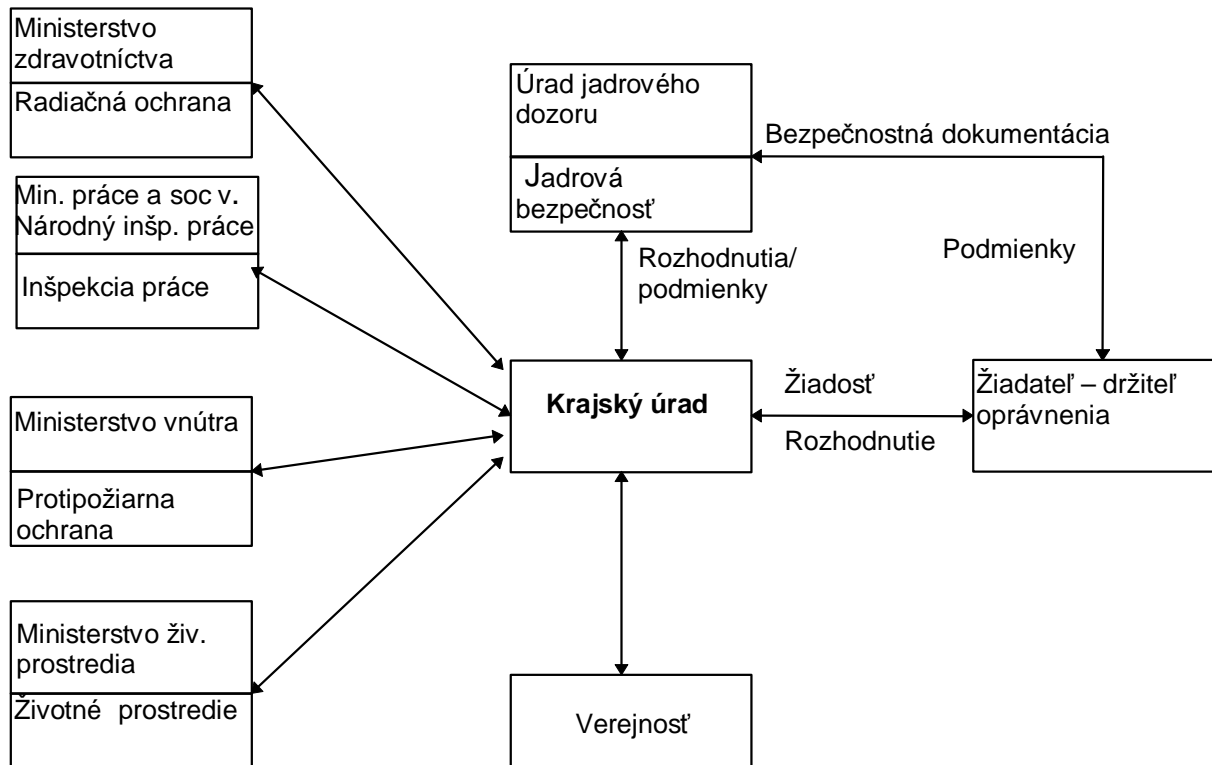 Ministerstvo
zdravotníctva
Radiačná ochrana
Min. práce a soc v.
Národný inšp. práce
Inšpekcia práce
Ministerstvo vnútra
Protipožiarna
ochrana
Ministerstvo živ.
prostredia
Životné prostredie
Úrad jadrového
dozoru
Jadrová
bezpečnosť
Rozhodnutia/
podmienky
Krajský úrad
Verejnosť
Bezpečnostná dokumentácia
Podmienky
Žiadosť
Rozhodnutie
Žiadateľ – držiteľ
oprávnenia